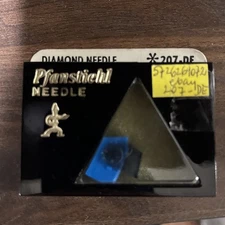 DIAMOND NEEDLE *207-DE
Pfanstiehl
NEEDLE
207-DE